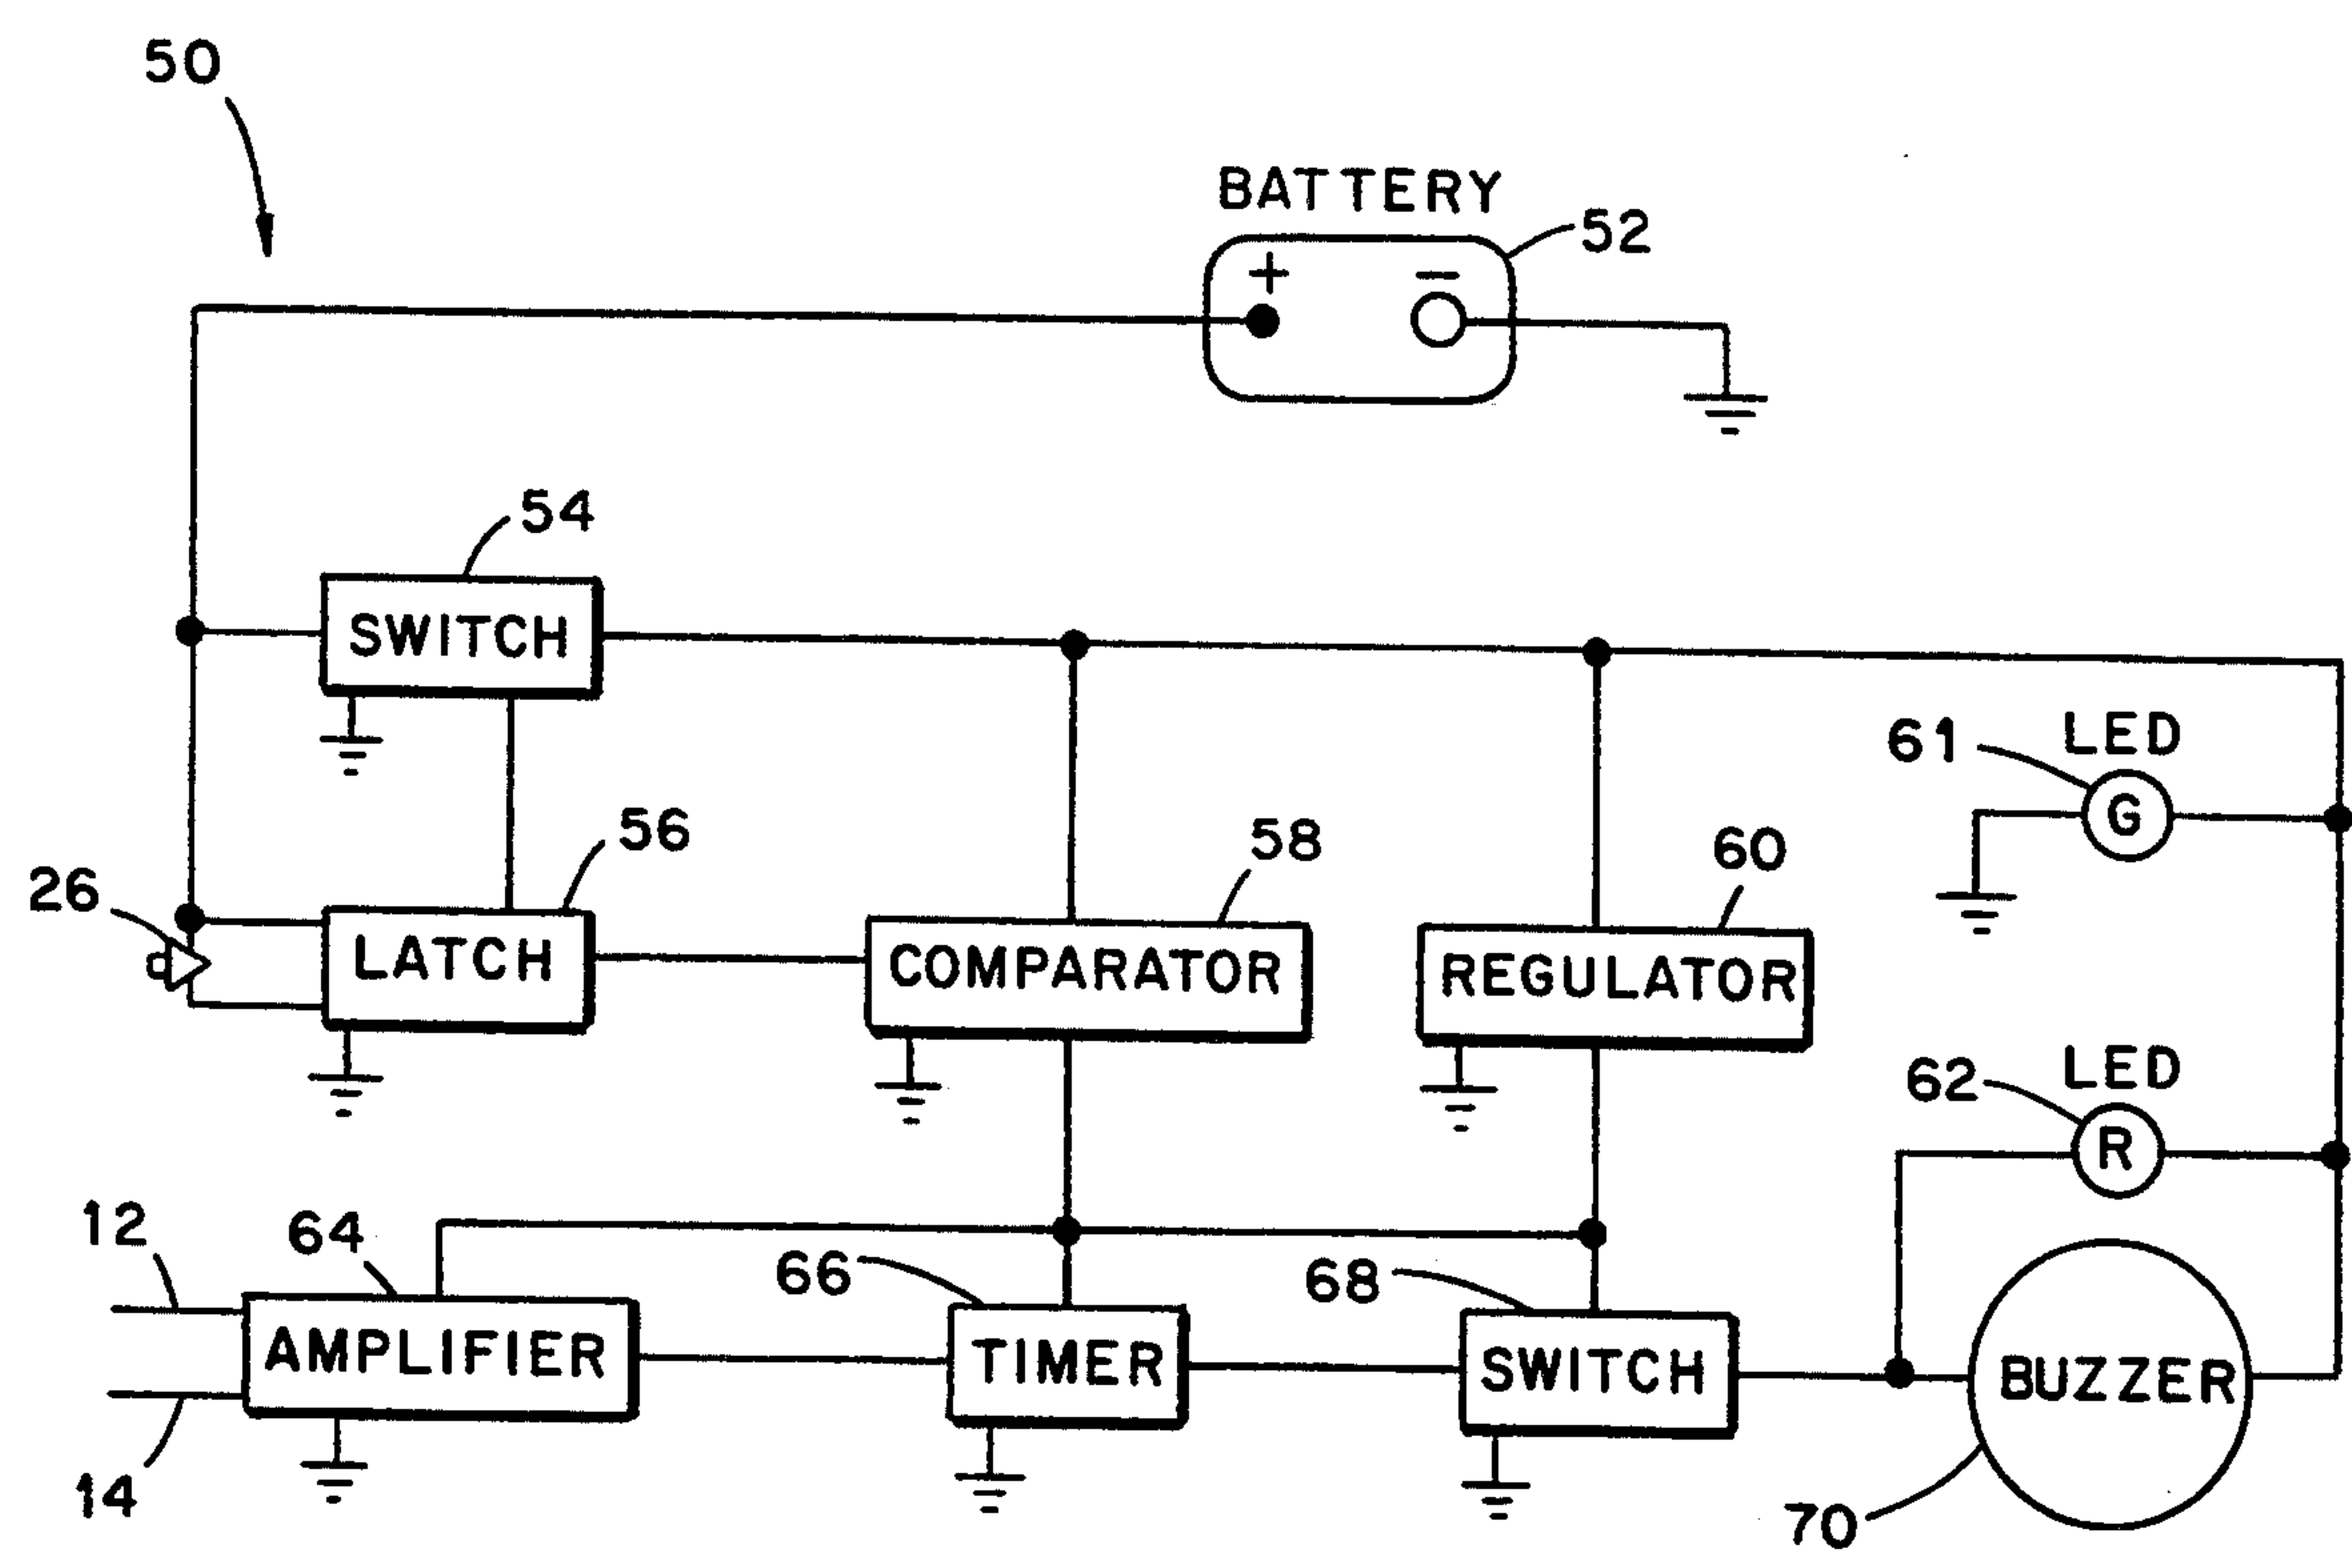 50
BATTERY
52
+ −
54
SWITCH
61
LED
G
56
58
60
26
LATCH
COMPARATOR
REGULATOR
62
LED
R
12
64
66
68
AMPLIFIER
TIMER
SWITCH
BUZZER
14
70